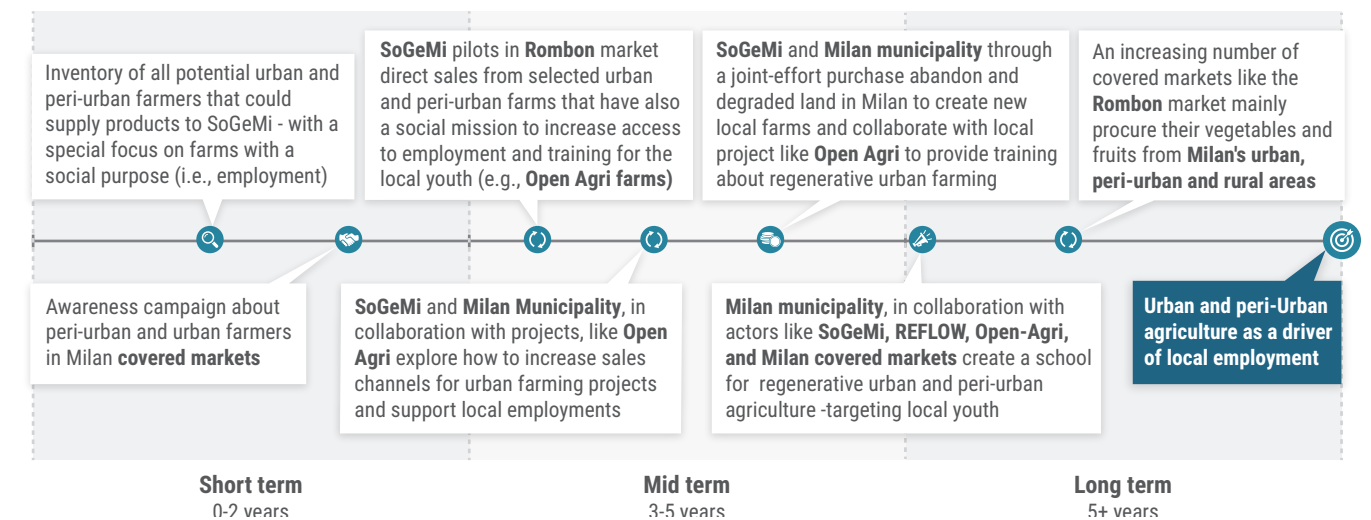 Inventory of all potential urban and
peri-urban farmers that could
supply products to SoGeMi - with a
special focus on farms with a
social purpose (i.e., employment)
SoGeMi pilots in Rombon market
direct sales from selected urban
and peri-urban farms that have also
a social mission to increase access
to employment and training for the
local youth (e.g., Open Agri farms)
SoGeMi and Milan municipality through
a joint-effort purchase abandon and
degraded land in Milan to create new
local farms and collaborate with local
project like Open Agri to provide training
about regenerative urban farming
An increasing number of
covered markets like the
Rombon market mainly
procure their vegetables and
fruits from Milan's urban,
peri-urban and rural areas
Awareness campaign about
peri-urban and urban farmers
in Milan covered markets
SoGeMi and Milan Municipality, in
collaboration with projects, like Open
Agri explore how to increase sales
channels for urban farming projects
and support local employments
Milan municipality, in collaboration with
actors like SoGeMi, REFLOW, Open-Agri,
and Milan covered markets create a school
for regenerative urban and peri-urban
agriculture -targeting local youth
Urban and peri-Urban
agriculture as a driver
of local employment
Short term
0-2 years
Mid term
3-5 years
Long term
5+ years